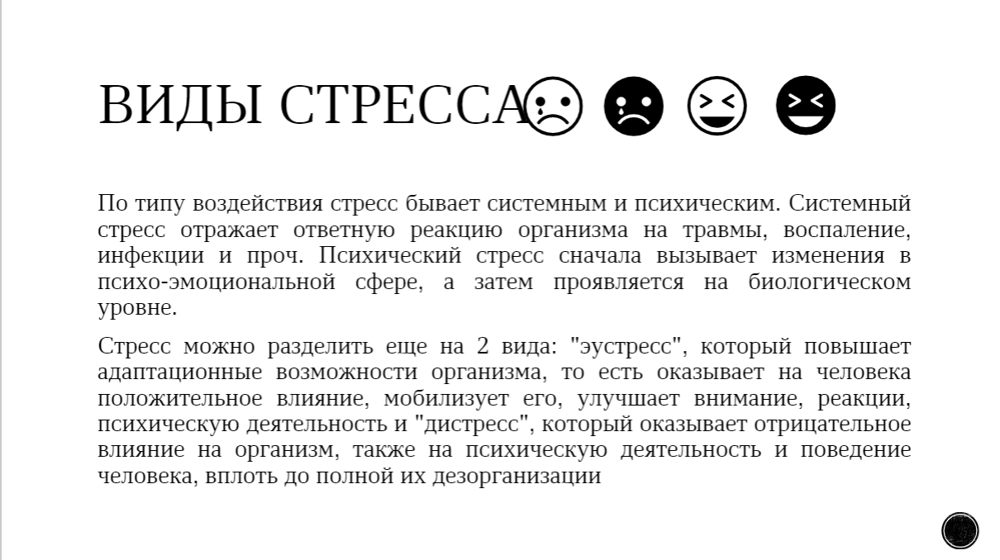 ВИДЫ СТРЕССА
По типу воздействия стресс бывает системным и психическим. Системный
стресс отражает ответную реакцию организма на травмы, воспаление,
инфекции и проч. Психический стресс сначала вызывает изменения в
психо-эмоциональной сфере, а затем проявляется на биологическом
уровне.
Стресс можно разделить еще на 2 вида: "эустресс", который повышает
адаптационные возможности организма, то есть оказывает на человека
положительное влияние, мобилизует его, улучшает внимание, реакции,
психическую деятельность и "дистресс", который оказывает отрицательное
влияние на организм, также на психическую деятельность и поведение
человека, вплоть до полной их дезорганизации